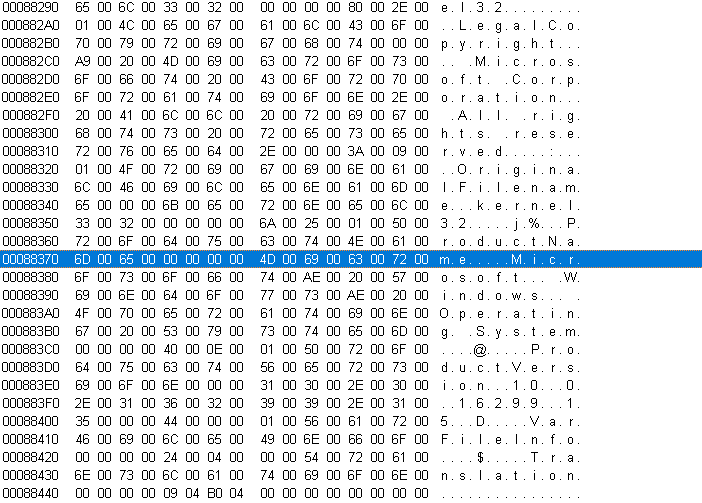 00088290 65 00 6C 00 33 00 32 00 00 00 00 00 80 00 2E 00 e.l.3.2.........
000882A0 01 00 4C 00 65 00 67 00 61 00 6C 00 43 00 6F 00 ..L.e.g.a.l.C.o.
000882B0 70 00 79 00 72 00 69 00 67 00 68 00 74 00 00 00 p.y.r.i.g.h.t...
000882C0 A9 00 20 00 4D 00 69 00 63 00 72 00 6F 00 73 00 .. .M.i.c.r.o.s.
000882D0 6F 00 66 00 74 00 20 00 43 00 6F 00 72 00 70 00 o.f.t. .C.o.r.p.
000882E0 6F 00 72 00 61 00 74 00 69 00 6F 00 6E 00 2E 00 o.r.a.t.i.o.n...
000882F0 20 00 41 00 6C 00 6C 00 20 00 72 00 69 00 67 00  .A.l.l. .r.i.g.
00088300 68 00 74 00 73 00 20 00 72 00 65 00 73 00 65 00 h.t.s. .r.e.s.e.
00088310 72 00 76 00 65 00 64 00 2E 00 00 00 3A 00 09 00 r.v.e.d.....:...
00088320 01 00 4F 00 72 00 69 00 67 00 69 00 6E 00 61 00 ..O.r.i.g.i.n.a.
00088330 6C 00 46 00 69 00 6C 00 65 00 6E 00 61 00 6D 00 l.F.i.l.e.n.a.m.
00088340 65 00 00 00 6B 00 65 00 72 00 6E 00 65 00 6C 00 e...k.e.r.n.e.l.
00088350 33 00 32 00 00 00 00 00 6A 00 25 00 01 00 50 00 3.2.....j.%...P.
00088360 72 00 6F 00 64 00 75 00 63 00 74 00 4E 00 61 00 r.o.d.u.c.t.N.a.
00088370 6D 00 65 00 00 00 00 00 4D 00 69 00 63 00 72 00 m.e.....M.i.c.r.
00088380 6F 00 73 00 6F 00 66 00 74 00 AE 00 20 00 57 00 o.s.o.f.t... .W.
00088390 69 00 6E 00 64 00 6F 00 77 00 73 00 AE 00 20 00 i.n.d.o.w.s... .
000883A0 4F 00 70 00 65 00 72 00 61 00 74 00 69 00 6E 00 O.p.e.r.a.t.i.n.
000883B0 67 00 20 00 53 00 79 00 73 00 74 00 65 00 6D 00 g. .S.y.s.t.e.m.
000883C0 00 00 00 00 40 00 0E 00 01 00 50 00 72 00 6F 00 ....@.....P.r.o.
000883D0 64 00 75 00 63 00 74 00 56 00 65 00 72 00 73 00 d.u.c.t.V.e.r.s.
000883E0 69 00 6F 00 6E 00 00 00 31 00 30 00 2E 00 30 00 i.o.n...1.0...0.
000883F0 2E 00 31 00 36 00 32 00 39 00 39 00 2E 00 31 00 ..1.6.2.9.9...1.
00088400 35 00 00 00 44 00 00 00 01 00 56 00 61 00 72 00 5...D.....V.a.r.
00088410 46 00 69 00 6C 00 65 00 49 00 6E 00 66 00 6F 00 F.i.l.e.I.n.f.o.
00088420 00 00 00 00 24 00 04 00 00 00 54 00 72 00 61 00 ....$.....T.r.a.
00088430 6E 00 73 00 6C 00 61 00 74 00 69 00 6F 00 6E 00 n.s.l.a.t.i.o.n.
00088440 00 00 00 00 09 04 B0 04 00 00 00 00 00 00 00 00 ................